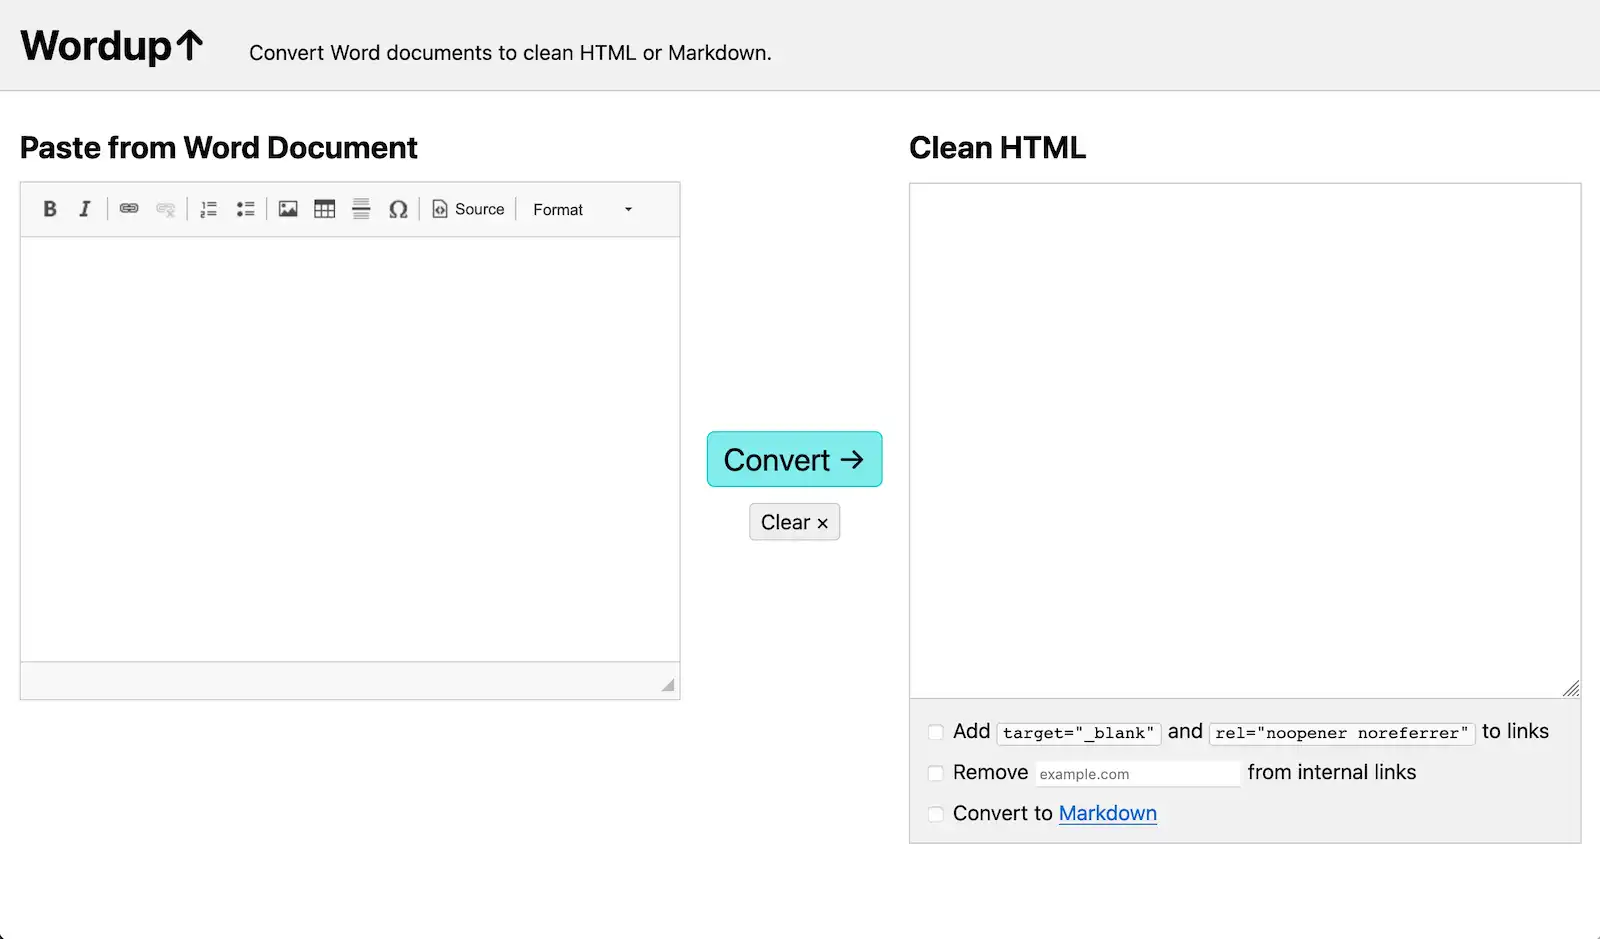 Wordup↑
Convert Word documents to clean HTML or Markdown.
Paste from Word Document
B I Ω Source Format
Convert →
Clear ×
Clean HTML
Add target="_blank" and rel="noopener noreferrer" to links
Remove example.com from internal links
Convert to Markdown